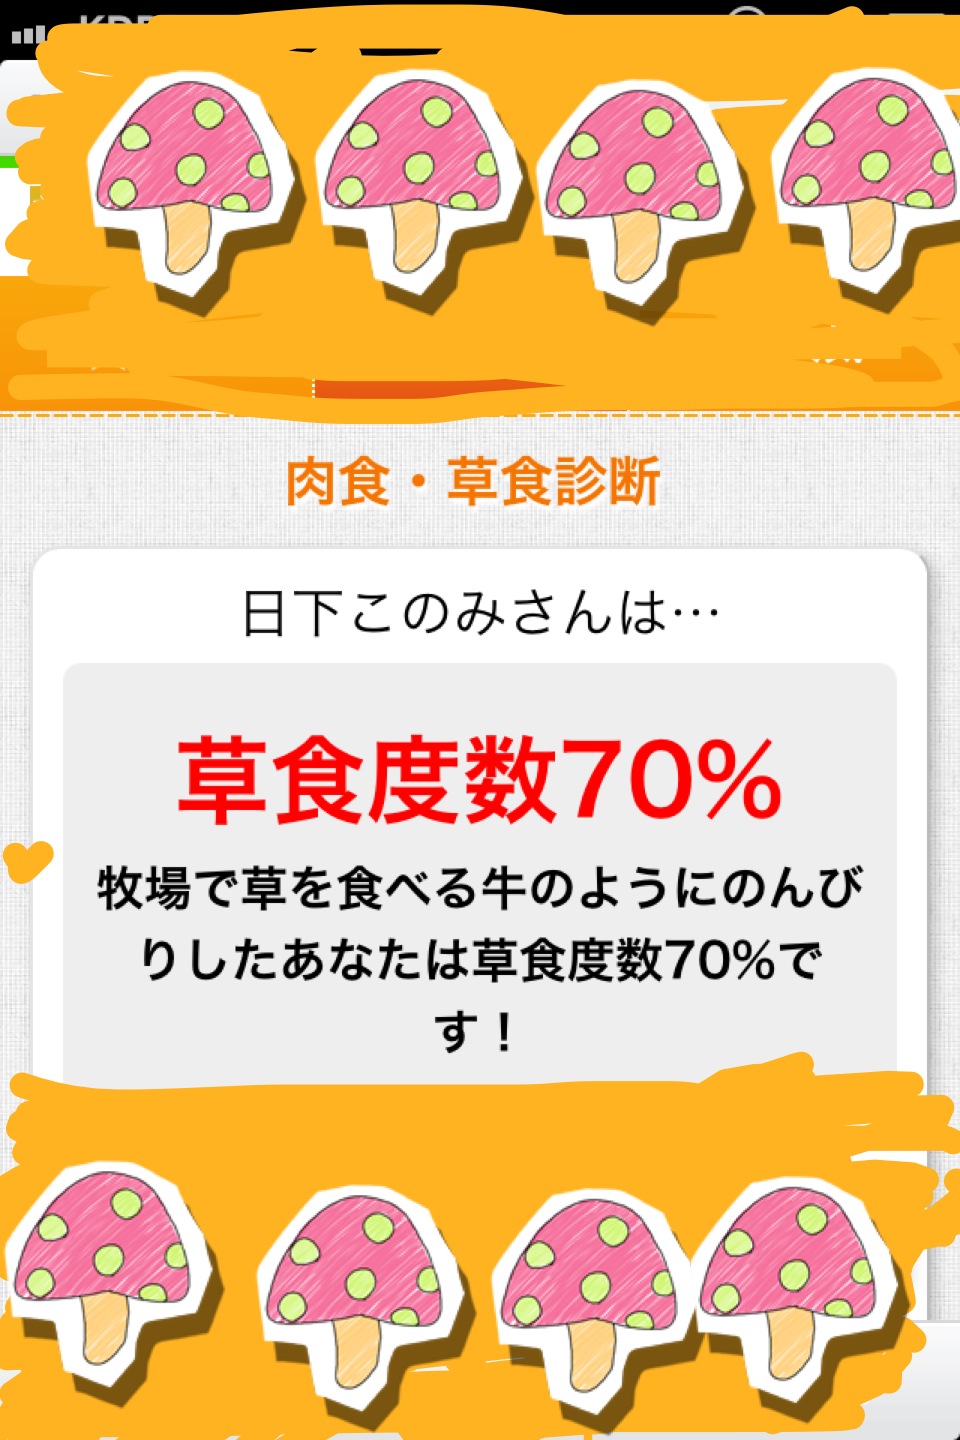 肉食・草食診断
日下このみさんは…
草食度数70%
牧場で草を食べる牛のようにのんび
りしたあなたは草食度数70%で
す！